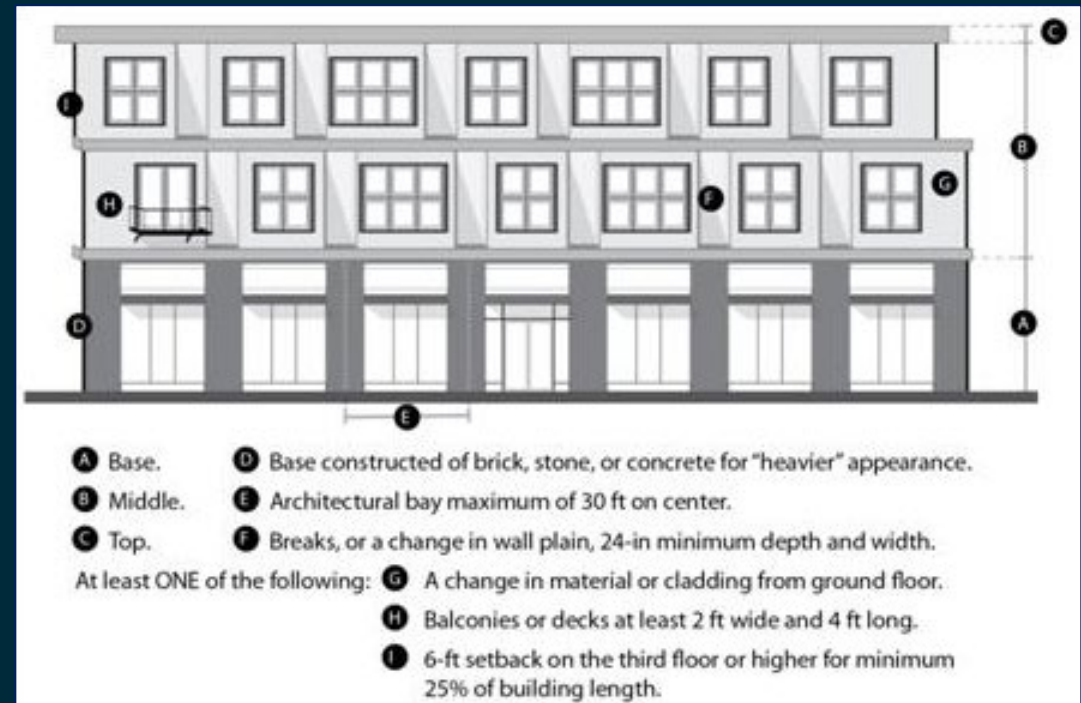 C
I
B
H
F
G
D
A
E
A Base. D Base constructed of brick, stone, or concrete for "heavier" appearance.
B Middle. E Architectural bay maximum of 30 ft on center.
C Top. F Breaks, or a change in wall plain, 24-in minimum depth and width.
At least ONE of the following: G A change in material or cladding from ground floor.
H Balconies or decks at least 2 ft wide and 4 ft long.
I 6-ft setback on the third floor or higher for minimum
25% of building length.